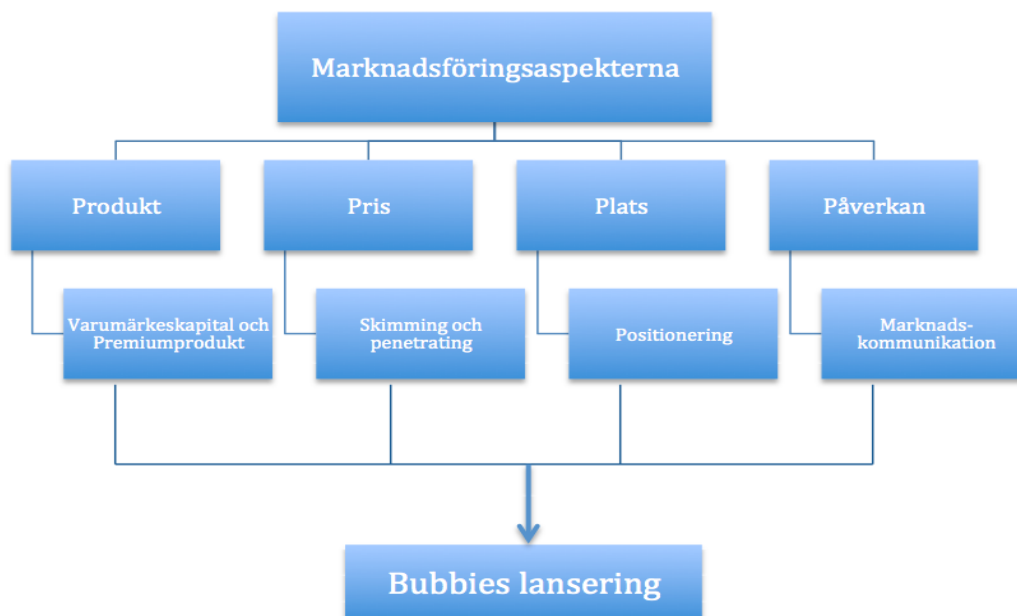 Marknadsföringsaspekterna
Produkt
Pris
Plats
Påverkan
Varumärkeskapital och
Premiumprodukt
Skimming och
penetrating
Positionering
Marknads-
kommunikation
Bubbies lansering